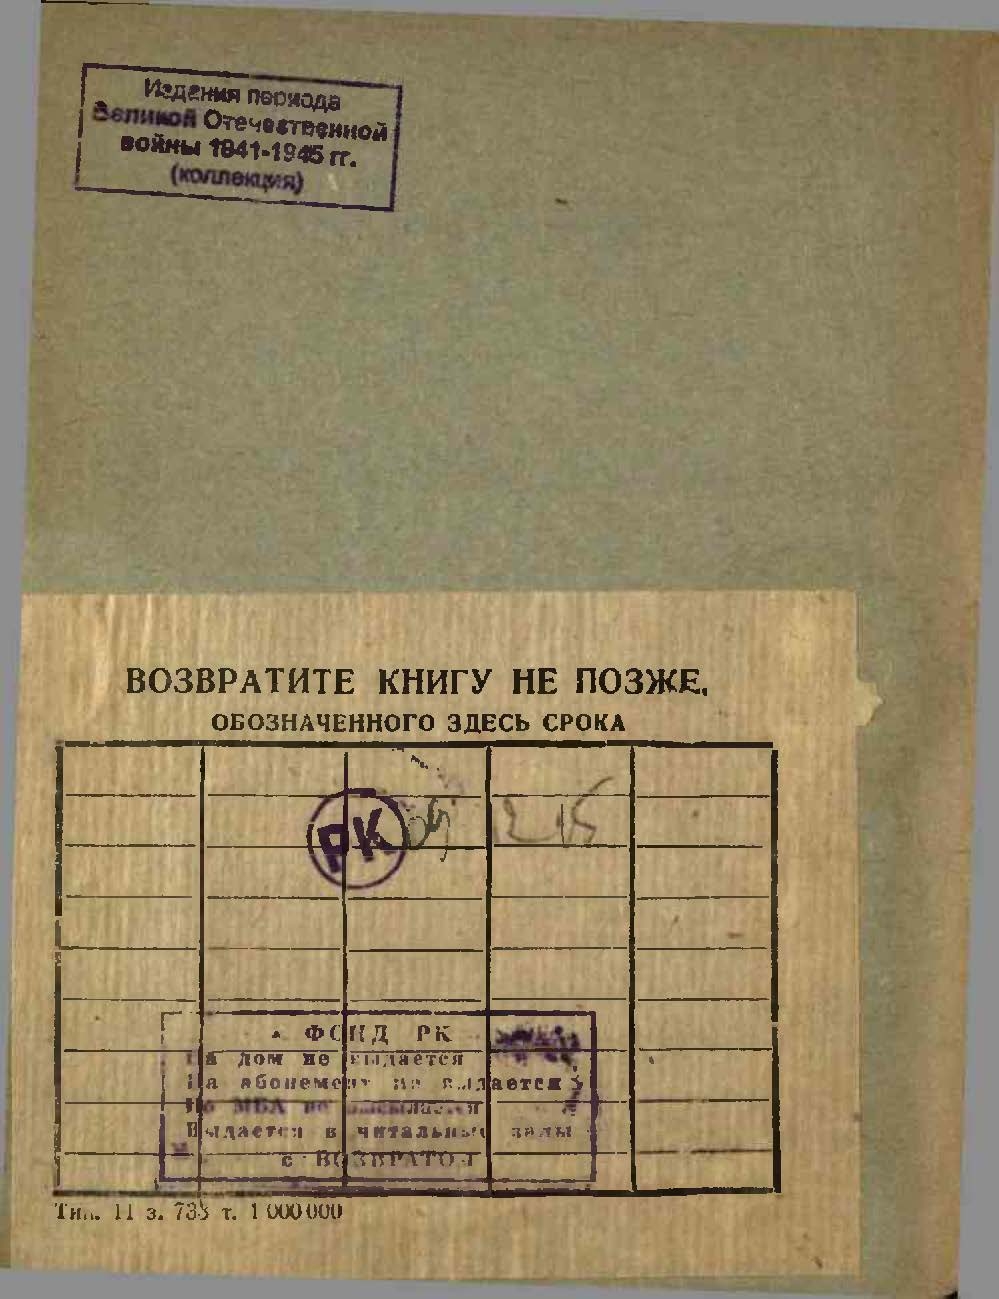 Издания периода
Великой Отечественной
войны 1941-1945 гг.
(коллекция)
ВОЗВРАТИТЕ КНИГУ НЕ ПОЗЖЕ.
ОБОЗНАЧЕННОГО ЗДЕСЬ СРОКА
РК
ФОНД РК
На дом не выдается
На абонемент не выдается
По МБА не высылается
Выдается в читальные залы
с ВОЗВРАТОМ
Тип. 11 з. 733 т. 1 000 000